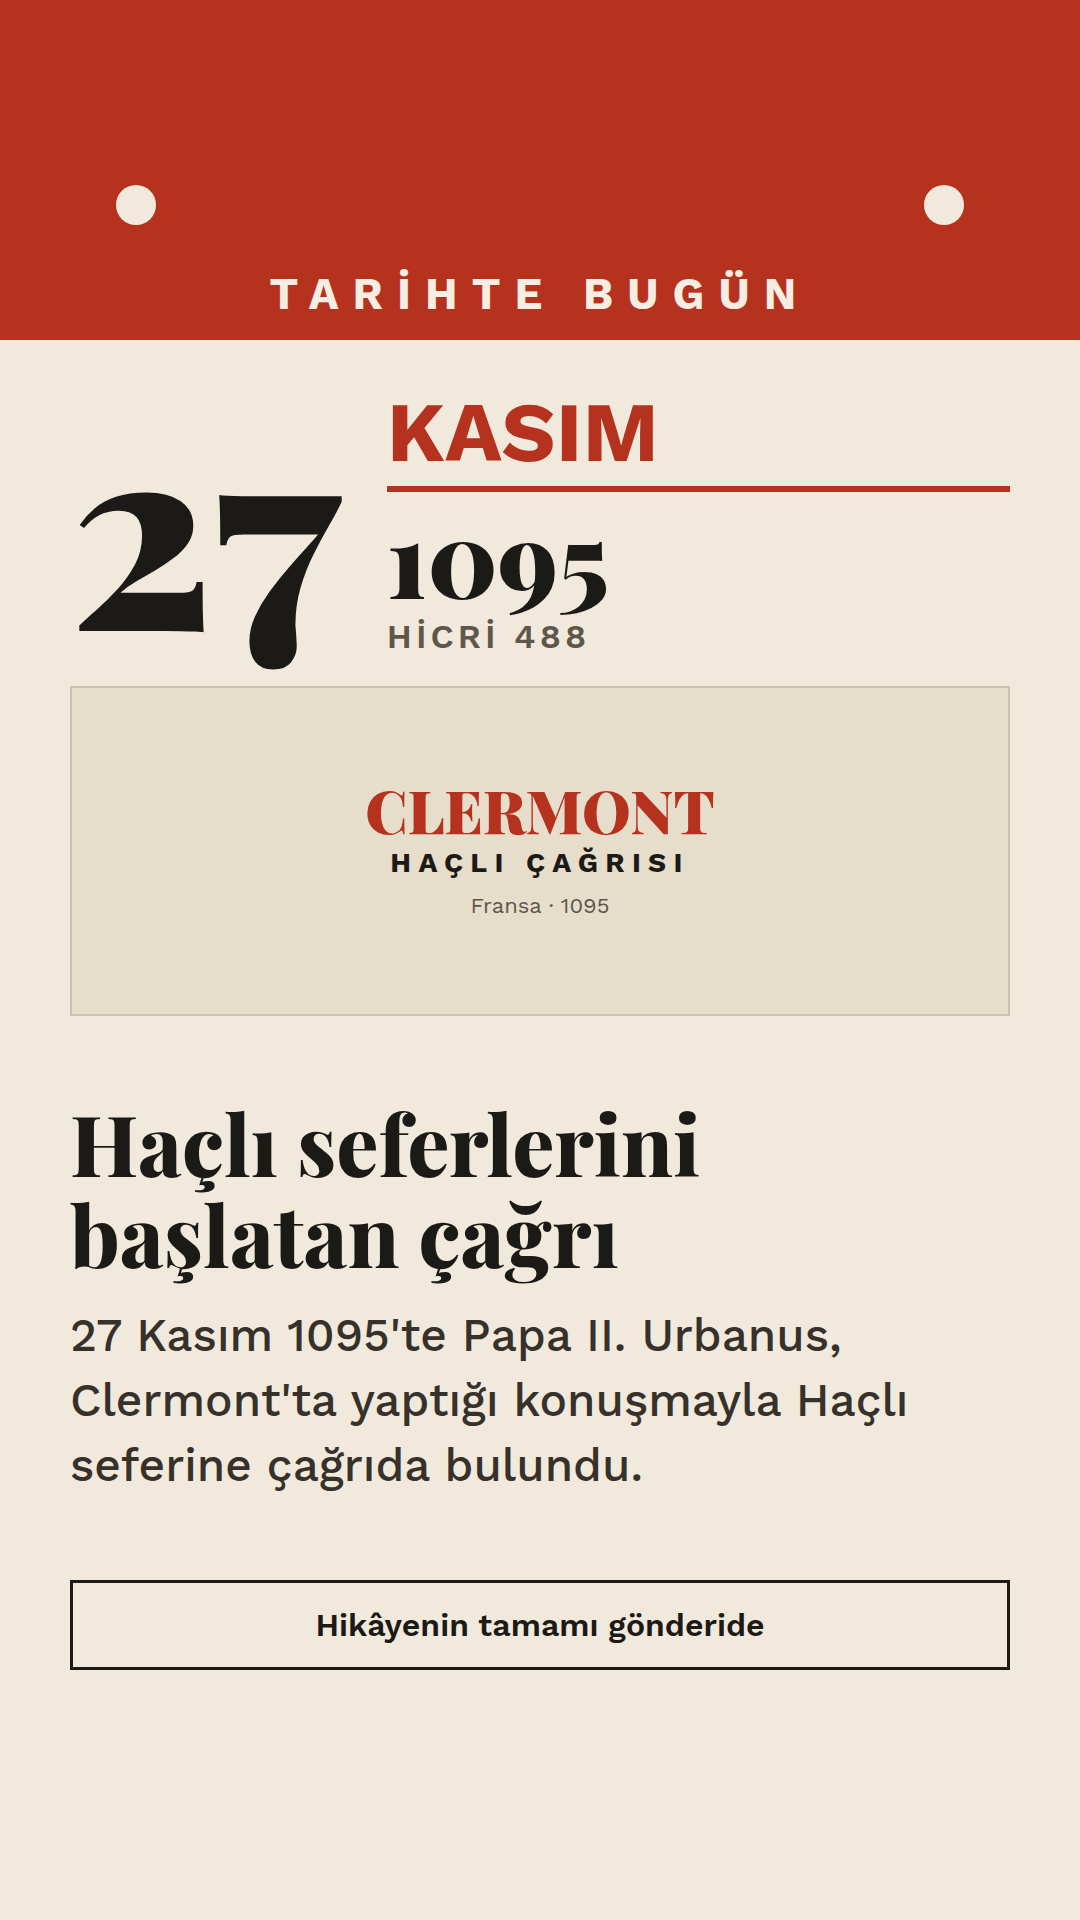 TARİHTE BUGÜN
KASIM
27
1095
HİCRİ 488
CLERMONT
HAÇLI ÇAĞRISI
Fransa · 1095
Haçlı seferlerini
başlatan çağrı
27 Kasım 1095'te Papa II. Urbanus,
Clermont'ta yaptığı konuşmayla Haçlı
seferine çağrıda bulundu.
Hikâyenin tamamı gönderide